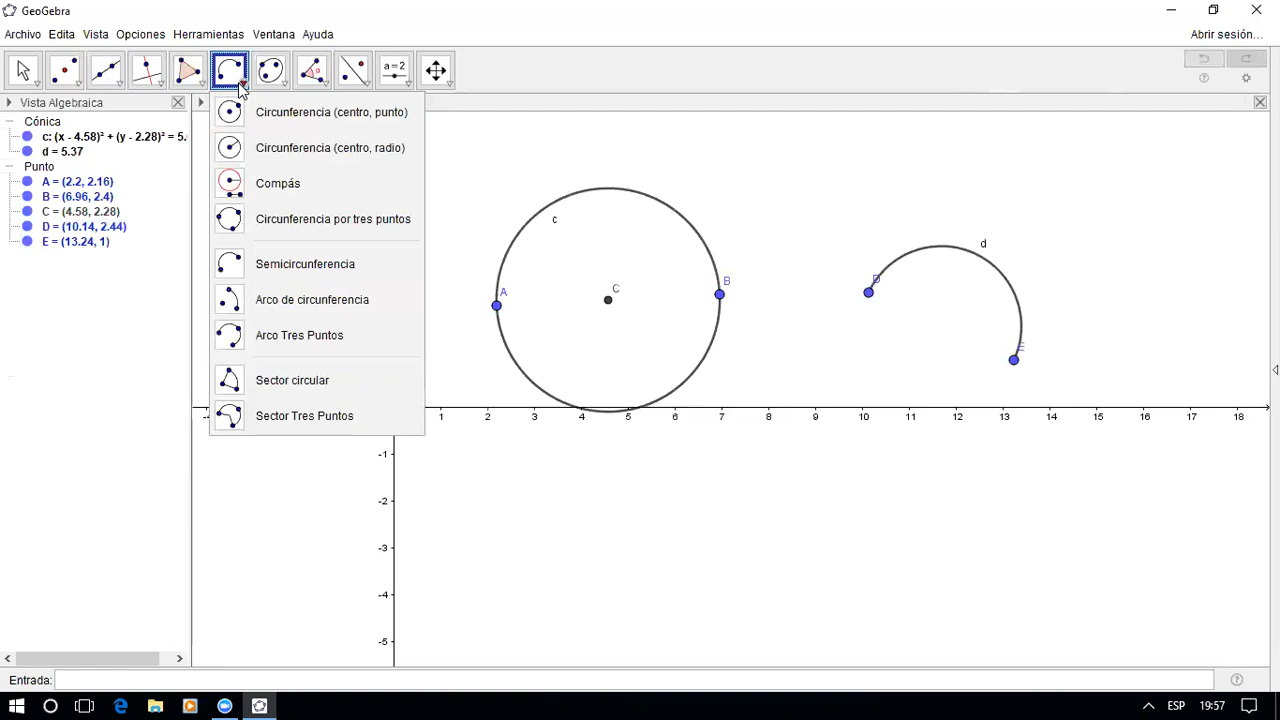 GeoGebra
Archivo Edita Vista Opciones Herramientas Ventana Ayuda
Abrir sesión...
a = 2
Vista Algebraica
Cónica
c: (x - 4.58)² + (y - 2.28)² = 5.
d = 5.37
Punto
A = (2.2, 2.16)
B = (6.96, 2.4)
C = (4.58, 2.28)
D = (10.14, 2.44)
E = (13.24, 1)
Circunferencia (centro, punto)
Circunferencia (centro, radio)
Compás
Circunferencia por tres puntos
Semicircunferencia
Arco de circunferencia
Arco Tres Puntos
Sector circular
Sector Tres Puntos
c
d
A
B
C
D
E
1 2 3 4 5 6 7 8 9 10 11 12 13 14 15 16 17 18
-1
-2
-3
-4
-5
Entrada:
ESP 19:57